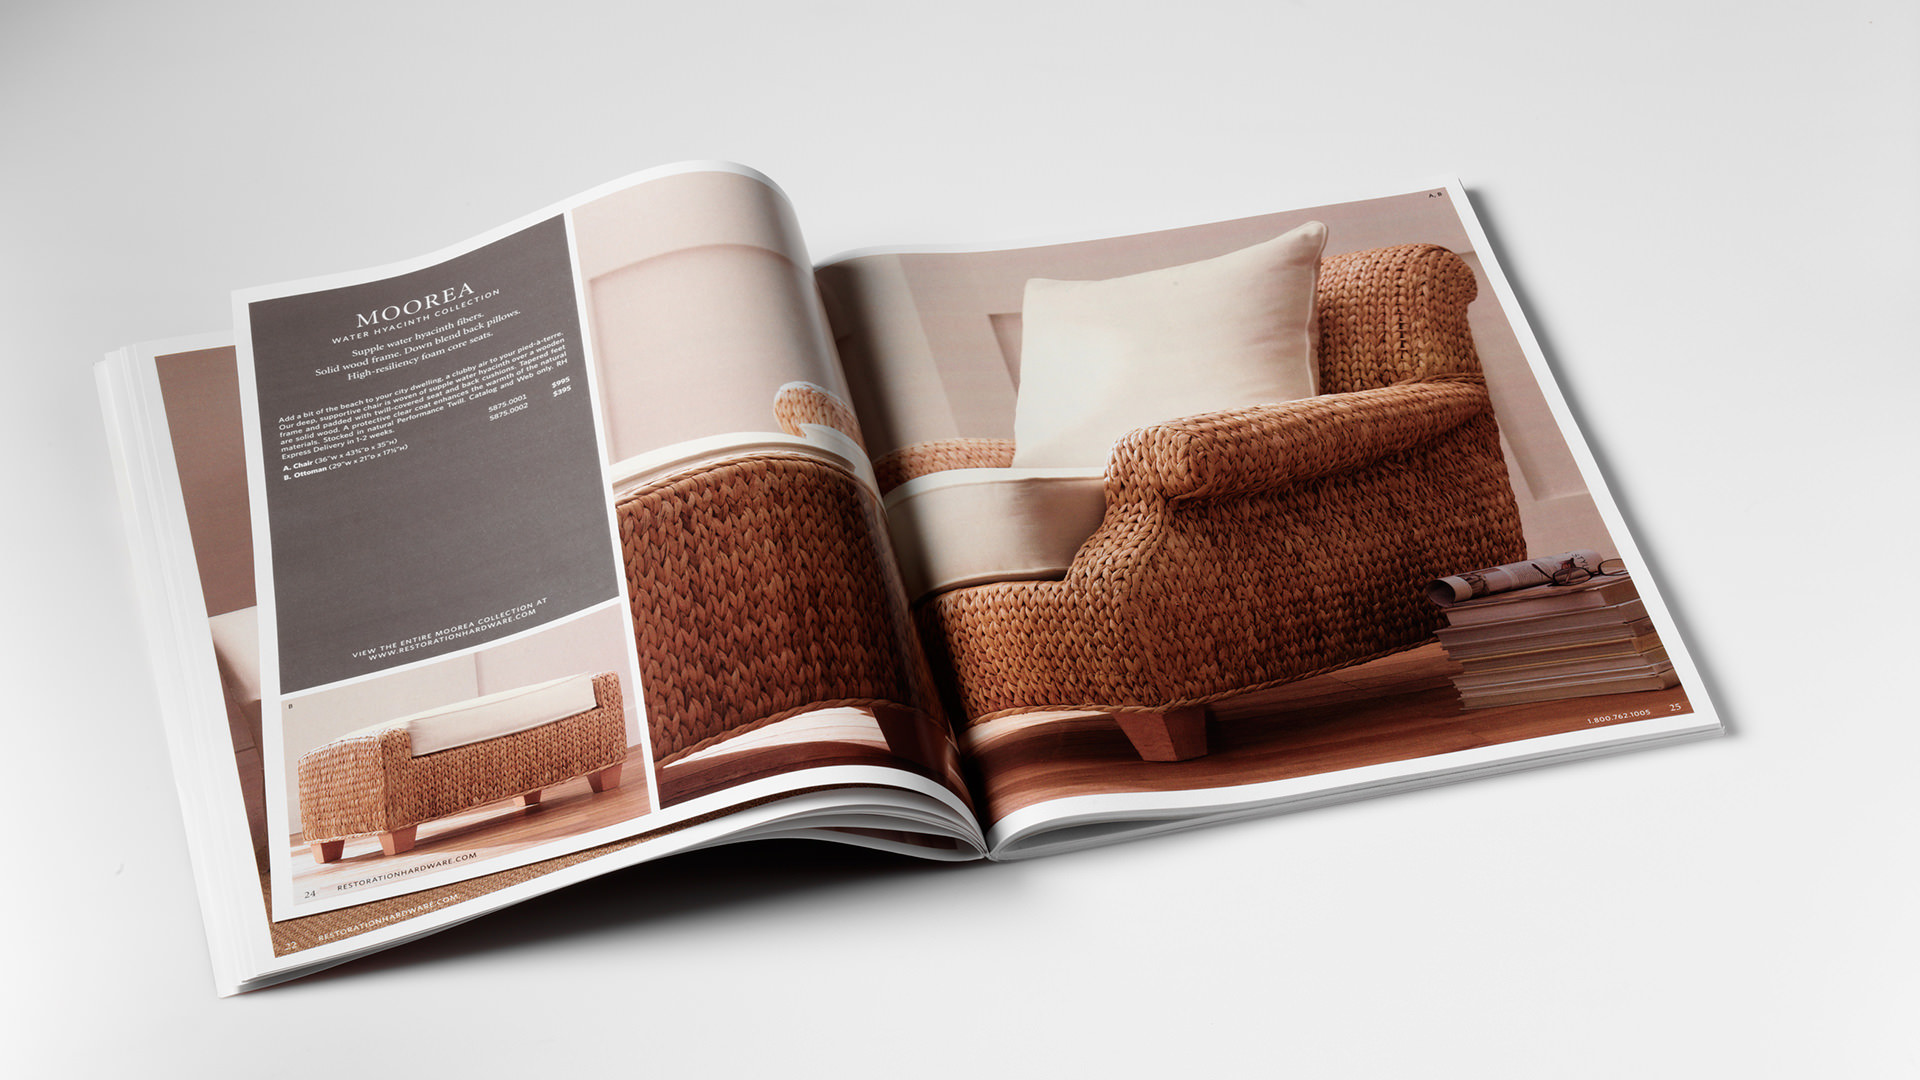 MOOREA
WATER HYACINTH COLLECTION
Supple water hyacinth fibers.
Solid wood frame. Down blend back pillows.
High-resiliency foam core seats.
Add a bit of the beach to your city dwelling, a clubby air to your pied-à-terre.
Our deep, supportive chair is woven of supple water hyacinth over a wooden
frame and padded with twill-covered seat and back cushions. Tapered feet
are solid wood. A protective clear coat enhances the warmth of the natural
materials. Stocked in natural Performance Twill. Catalog and Web only. RH
Express Delivery in 1-2 weeks.
A. Chair (36"w x 43¾"D x 35"H) 5875.0001 $995
B. Ottoman (29"w x 21"D x 17½"H) 5875.0002 $395
VIEW THE ENTIRE MOOREA COLLECTION AT
WWW.RESTORATIONHARDWARE.COM
B
24 RESTORATIONHARDWARE.COM
22 RESTORATIONHARDWARE.COM
A, B
1.800.762.1005 25